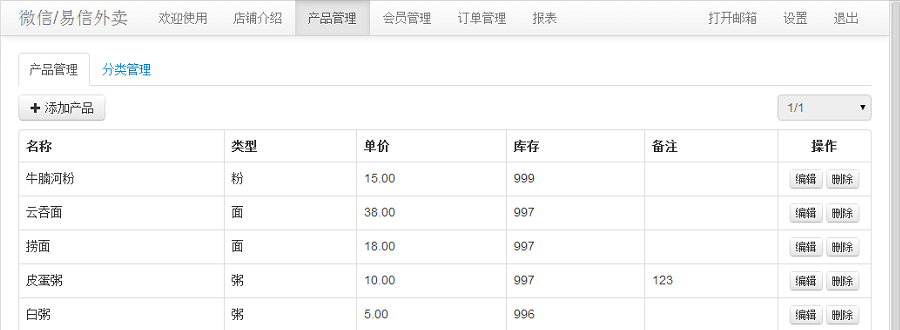 微信/易信外卖 欢迎使用 店铺介绍 产品管理 会员管理 订单管理 报表 打开邮箱 设置 退出
产品管理 分类管理
添加产品 1/1
名称 类型 单价 库存 备注 操作
牛腩河粉 粉 15.00 999 编辑 删除
云吞面 面 38.00 997 编辑 删除
捞面 面 18.00 997 编辑 删除
皮蛋粥 粥 10.00 997 123 编辑 删除
白粥 粥 5.00 996 编辑 删除